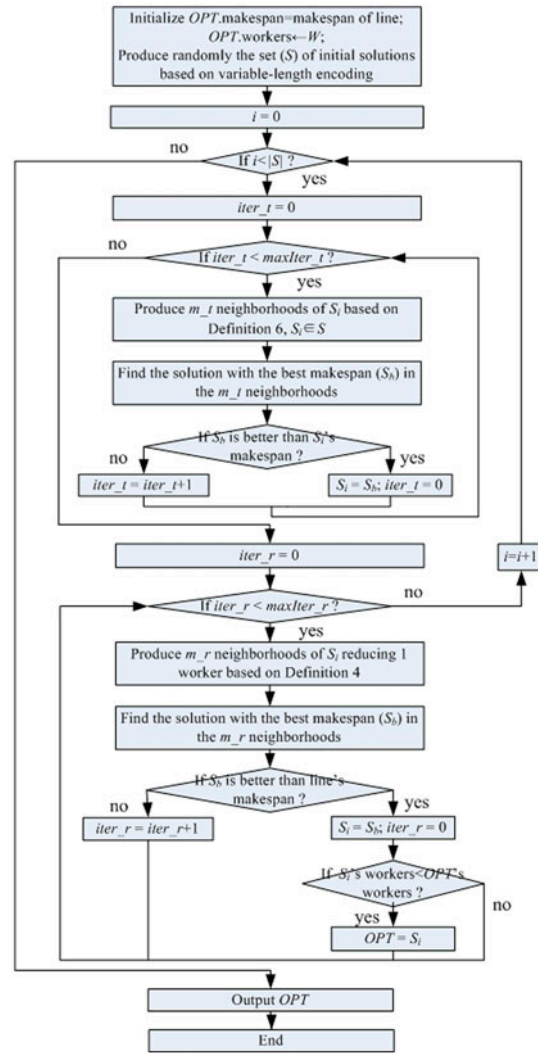 Initialize OPT.makespan=makespan of line;
OPT.workers←W;
Produce randomly the set (S) of initial solutions
based on variable-length encoding
i = 0
no
If i<|S| ?
yes
iter_t = 0
no
If iter_t < maxIter_t ?
yes
Produce m_t neighborhoods of Si based on
Definition 6, Si∈S
Find the solution with the best makespan (Sb) in
the m_t neighborhoods
If Sb is better than Si's
makespan ?
no
yes
iter_t = iter_t+1
Si = Sb; iter_t = 0
iter_r = 0
i=i+1
If iter_r < maxIter_r ?
no
yes
Produce m_r neighborhoods of Si reducing 1
worker based on Definition 4
Find the solution with the best makespan (Sb) in
the m_r neighborhoods
If Sb is better than line's
makespan ?
no
yes
iter_r = iter_r+1
Si = Sb; iter_r = 0
If Si's workers<OPT's
workers ?
no
yes
OPT = Si
Output OPT
End